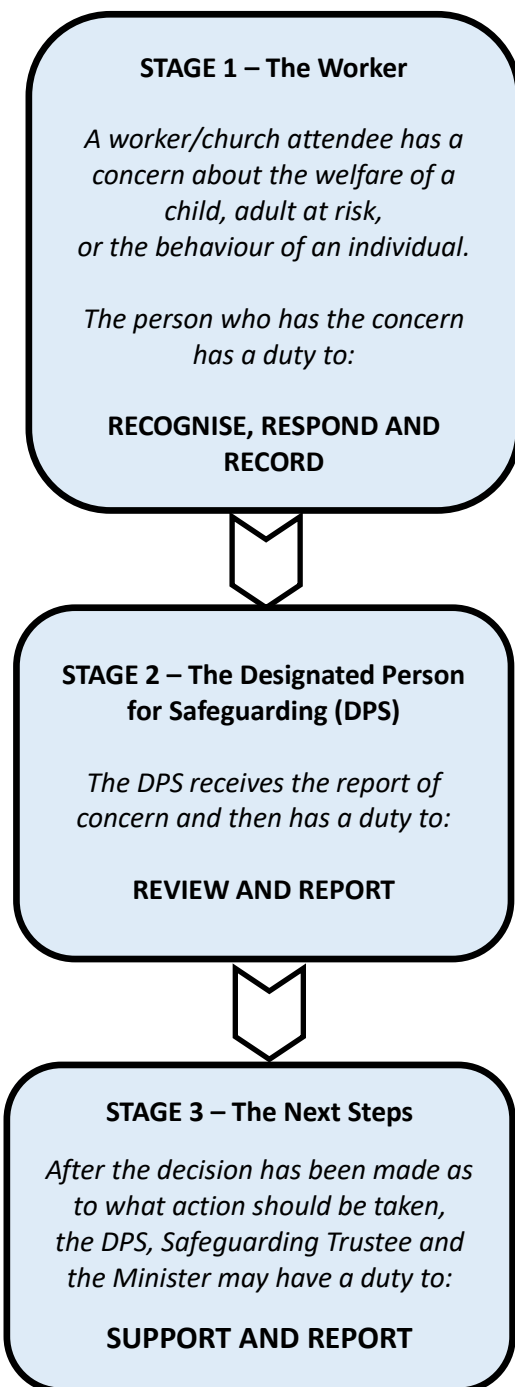 STAGE 1 – The Worker
A worker/church attendee has a
concern about the welfare of a
child, adult at risk,
or the behaviour of an individual.
The person who has the concern
has a duty to:
RECOGNISE, RESPOND AND
RECORD
STAGE 2 – The Designated Person
for Safeguarding (DPS)
The DPS receives the report of
concern and then has a duty to:
REVIEW AND REPORT
STAGE 3 – The Next Steps
After the decision has been made as
to what action should be taken,
the DPS, Safeguarding Trustee and
the Minister may have a duty to:
SUPPORT AND REPORT